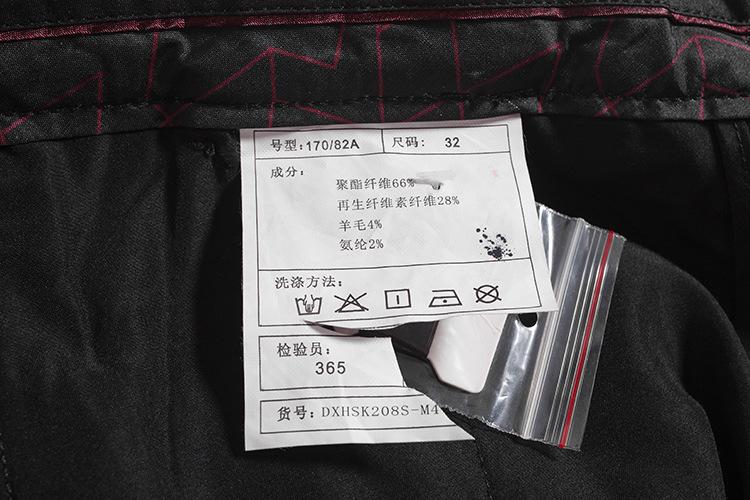 号型: 170/82A 尺码: 32
成分:
聚酯纤维66%
再生纤维素纤维28%
羊毛4%
氨纶2%
洗涤方法:
检验员:
365
货号: DXHSK208S-M4